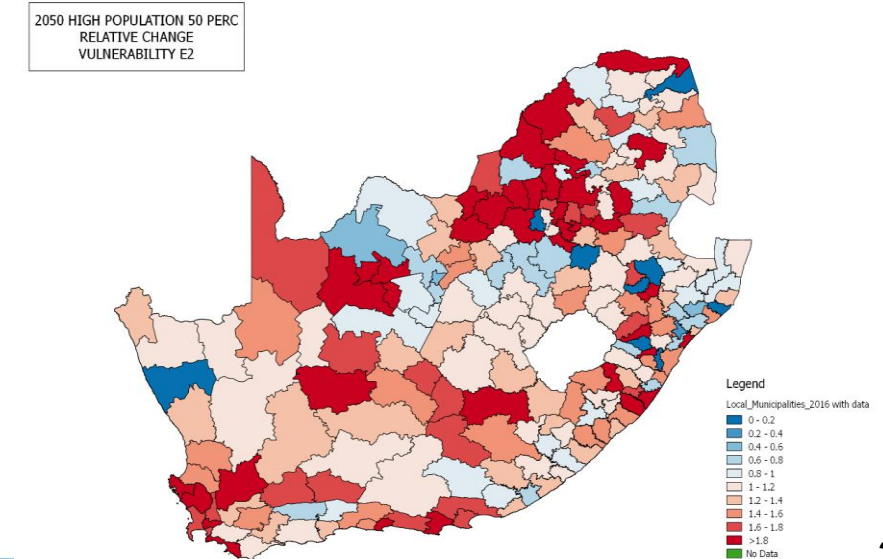 2050 HIGH POPULATION 50 PERC
RELATIVE CHANGE
VULNERABILITY E2
Legend
Local_Municipalities_2016 with data
0 - 0.2
0.2 - 0.4
0.4 - 0.6
0.6 - 0.8
0.8 - 1
1 - 1.2
1.2 - 1.4
1.4 - 1.6
1.6 - 1.8
>1.8
No Data